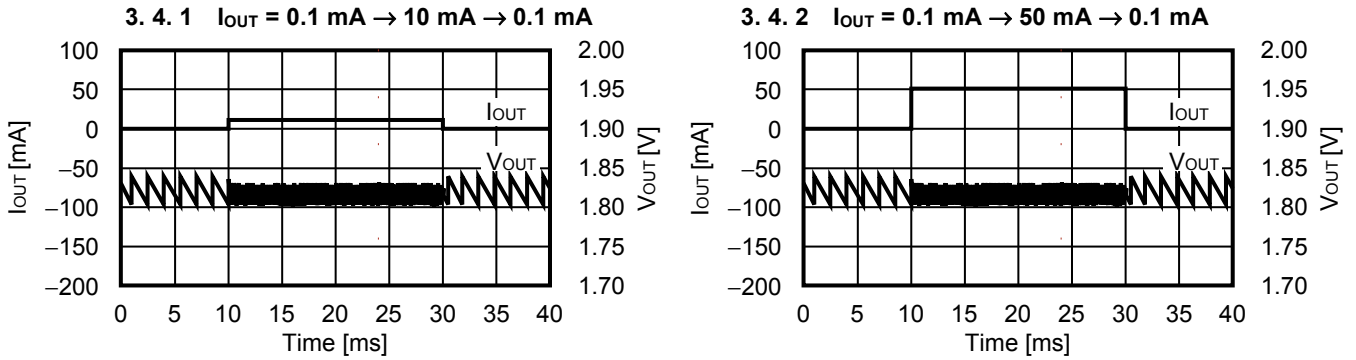 3. 4. 1 IOUT = 0.1 mA → 10 mA → 0.1 mA
100
50
0
−50
−100
−150
−200
IOUT [mA]
2.00
1.95
1.90
1.85
1.80
1.75
1.70
VOUT [V]
IOUT
VOUT
0 5 10 15 20 25 30 35 40
Time [ms]
3. 4. 2 IOUT = 0.1 mA → 50 mA → 0.1 mA
100
50
0
−50
−100
−150
−200
IOUT [mA]
2.00
1.95
1.90
1.85
1.80
1.75
1.70
VOUT [V]
IOUT
VOUT
0 5 10 15 20 25 30 35 40
Time [ms]